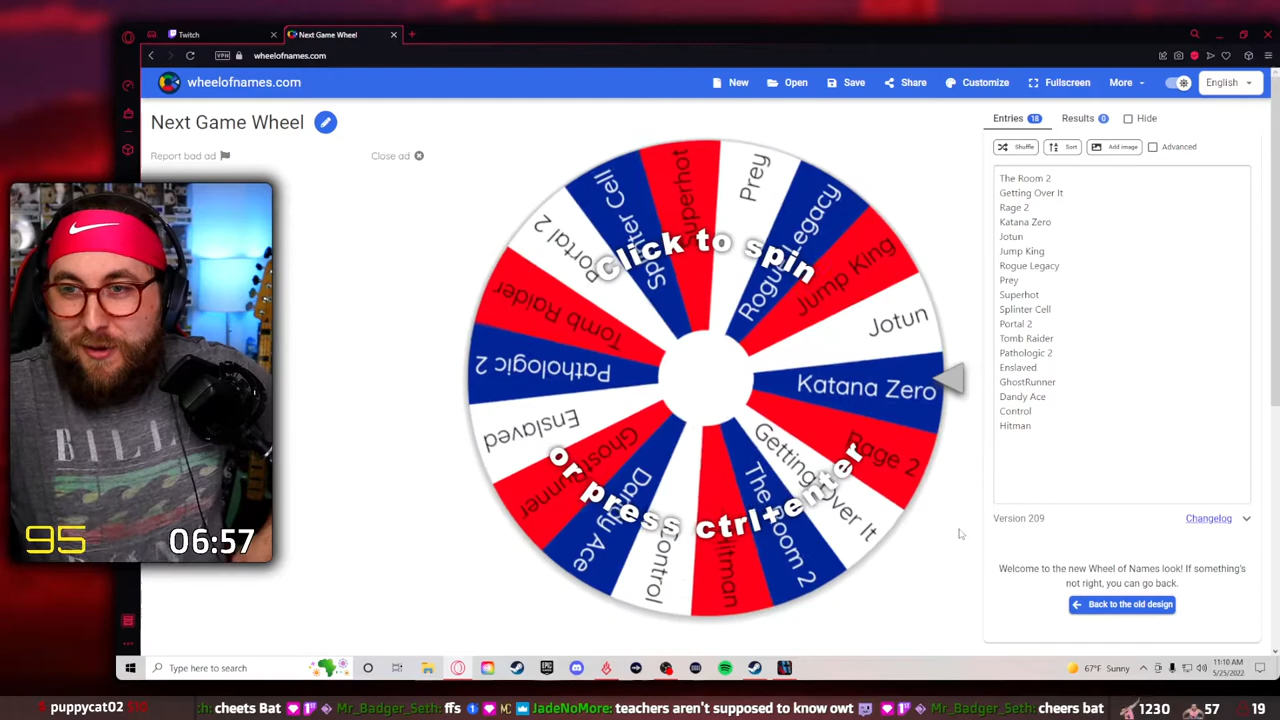 Twitch
Next Game Wheel
VPN
wheelofnames.com
wheelofnames.com
New
Open
Save
Share
Customize
Fullscreen
More
English
Next Game Wheel
Report bad ad
Close ad
Entries 18
Results 0
Hide
Shuffle
Sort
Add image
Advanced
The Room 2
Getting Over It
Rage 2
Katana Zero
Jotun
Jump King
Rogue Legacy
Prey
Superhot
Splinter Cell
Portal 2
Tomb Raider
Pathologic 2
Enslaved
GhostRunner
Dandy Ace
Control
Hitman
Version 209
Changelog
Welcome to the new Wheel of Names look! If something's
not right, you can go back.
Back to the old design
Click to spin
or press ctrl+enter
Prey
Rogue Legacy
Jump King
Jotun
Katana Zero
Rage 2
Getting Over It
The Room 2
Hitman
Control
Dandy Ace
GhostRunner
Enslaved
Pathologic 2
Tomb Raider
Portal 2
Splinter Cell
Superhot
BILL
95
06:57
Type here to search
67°F Sunny
11:10 AM
5/25/2022
puppycat02 $10
ch: cheets Bat
Mr_Badger_Seth: ffs
JadeNoMore: teachers aren't supposed to know owt
Mr_Badger_Seth: cheers bat
1230
57
19